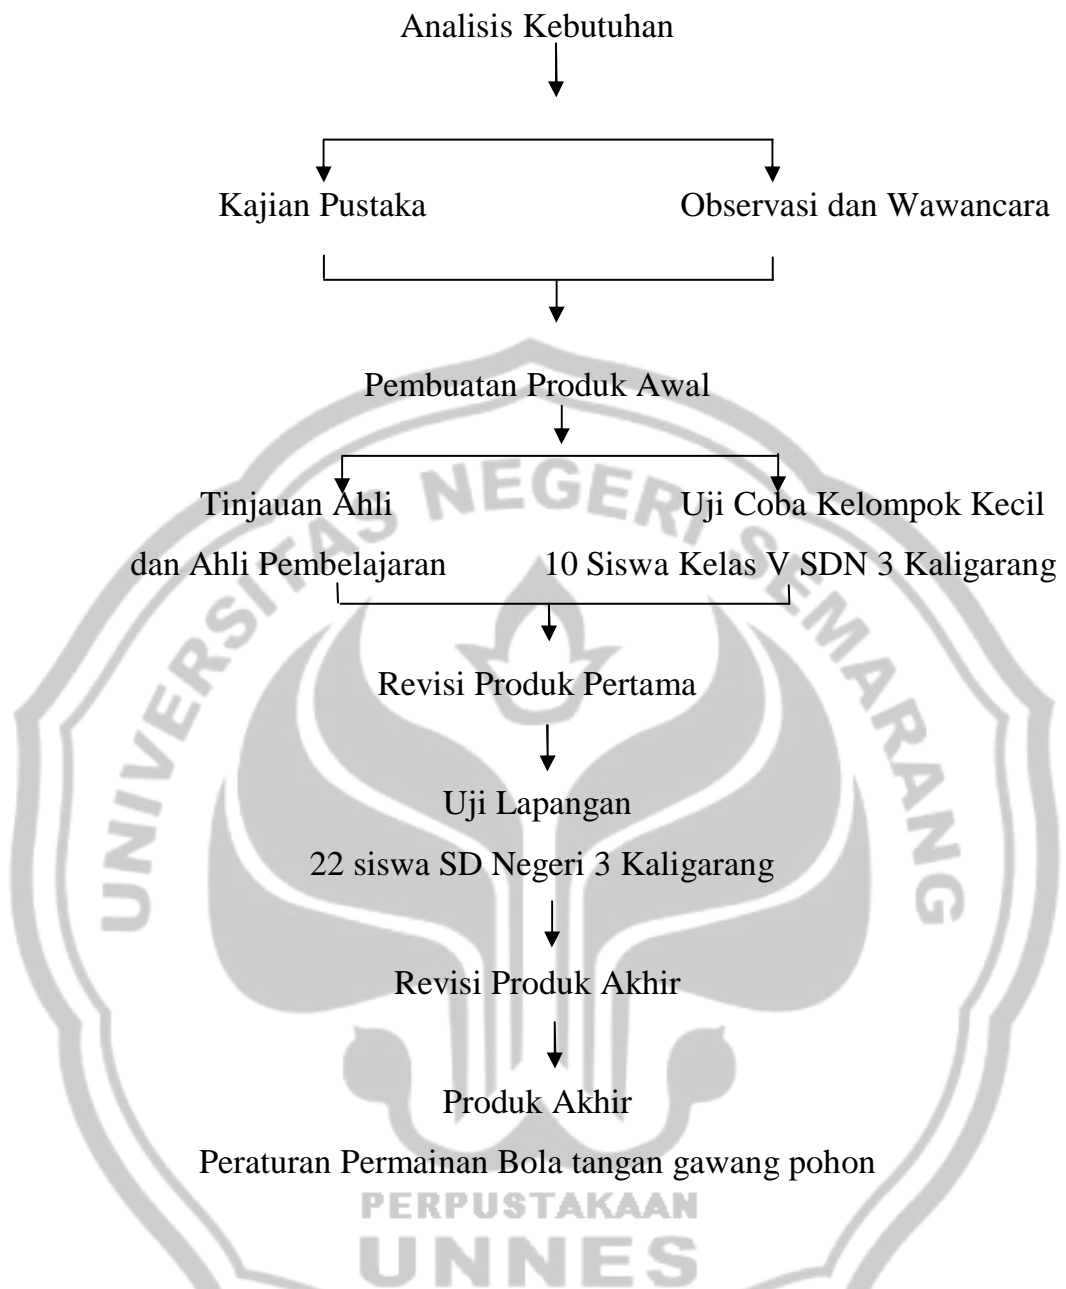 Analisis Kebutuhan
Kajian Pustaka
Observasi dan Wawancara
Pembuatan Produk Awal
Tinjauan Ahli
dan Ahli Pembelajaran
Uji Coba Kelompok Kecil
10 Siswa Kelas V SDN 3 Kaligarang
Revisi Produk Pertama
Uji Lapangan
22 siswa SD Negeri 3 Kaligarang
Revisi Produk Akhir
Produk Akhir
Peraturan Permainan Bola tangan gawang pohon
UNIVERSITAS NEGERI SEMARANG
PERPUSTAKAAN
UNNES